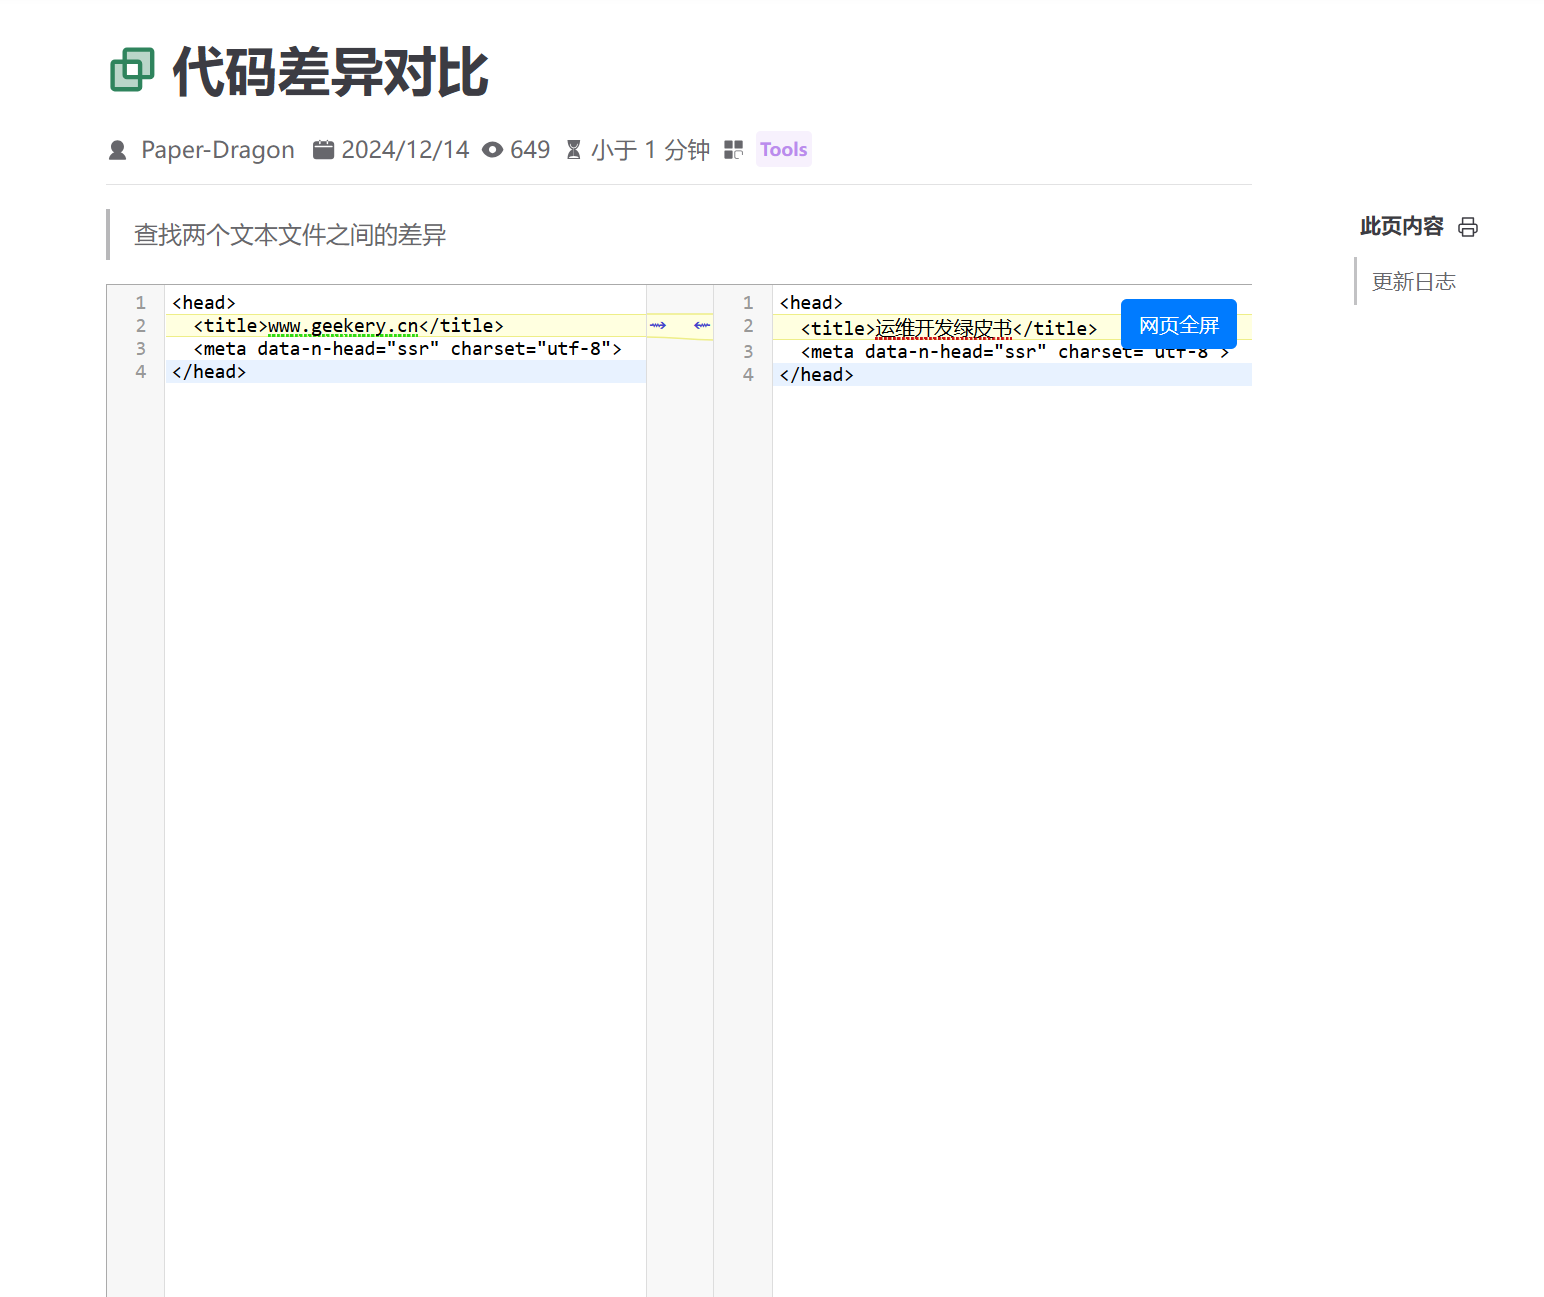 代码差异对比
Paper-Dragon 2024/12/14 649 小于 1 分钟 Tools
查找两个文本文件之间的差异
此页内容
更新日志
1 <head>
2 <title>www.geekery.cn</title>
3 <meta data-n-head="ssr" charset="utf-8">
4 </head>
1 <head>
2 <title>运维开发绿皮书</title>
3 <meta data-n-head="ssr" charset="utf-8">
4 </head>
网页全屏